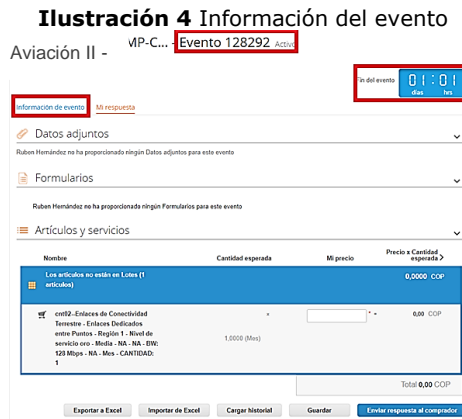 Ilustración 4 Información del evento
Aviación II - MP-C... - Evento 128292 Activo
Fin del evento 01 : 01
días hrs
Información de evento Mi respuesta
Datos adjuntos
Ruben Hernández no ha proporcionado ningún Datos adjuntos para este evento
Formularios
Ruben Hernández no ha proporcionado ningún Formularios para este evento
Artículos y servicios
Nombre Cantidad esperada Mi precio Precio x Cantidad
esperada
Los artículos no están en Lotes (1 0,0000 COP
artículos)
cnt02--Enlaces de Conectividad * * * 0,00 COP
Terrestre - Enlaces Dedicados
entre Puntos - Región 1 - Nivel de 1,0000 (Mes)
servicio oro - Media - NA - NA - BW:
128 Mbps - NA - Mes - CANTIDAD:
1
Total 0,00 COP
Exportar a Excel Importar de Excel Cargar historial Guardar Enviar respuesta al comprador